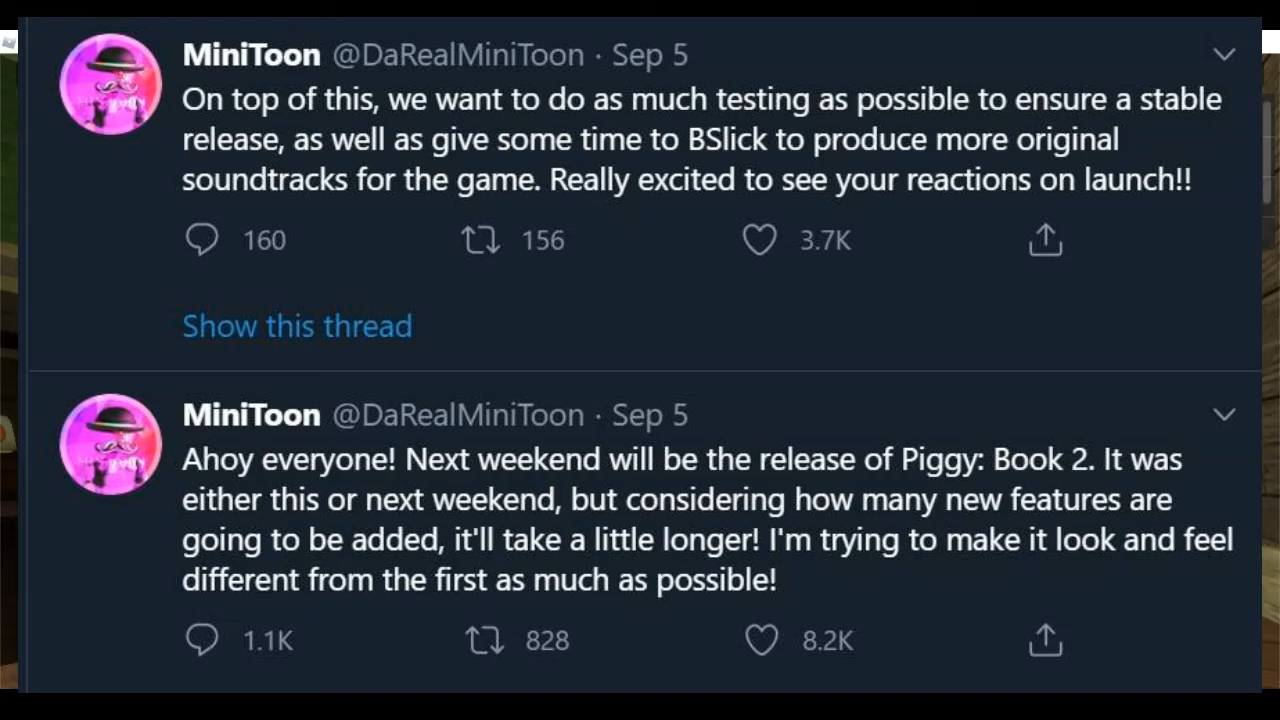 MiniToon @DaRealMiniToon · Sep 5
On top of this, we want to do as much testing as possible to ensure a stable
release, as well as give some time to BSlick to produce more original
soundtracks for the game. Really excited to see your reactions on launch!!
160 156 3.7K
Show this thread
MiniToon @DaRealMiniToon · Sep 5
Ahoy everyone! Next weekend will be the release of Piggy: Book 2. It was
either this or next weekend, but considering how many new features are
going to be added, it'll take a little longer! I'm trying to make it look and feel
different from the first as much as possible!
1.1K 828 8.2K